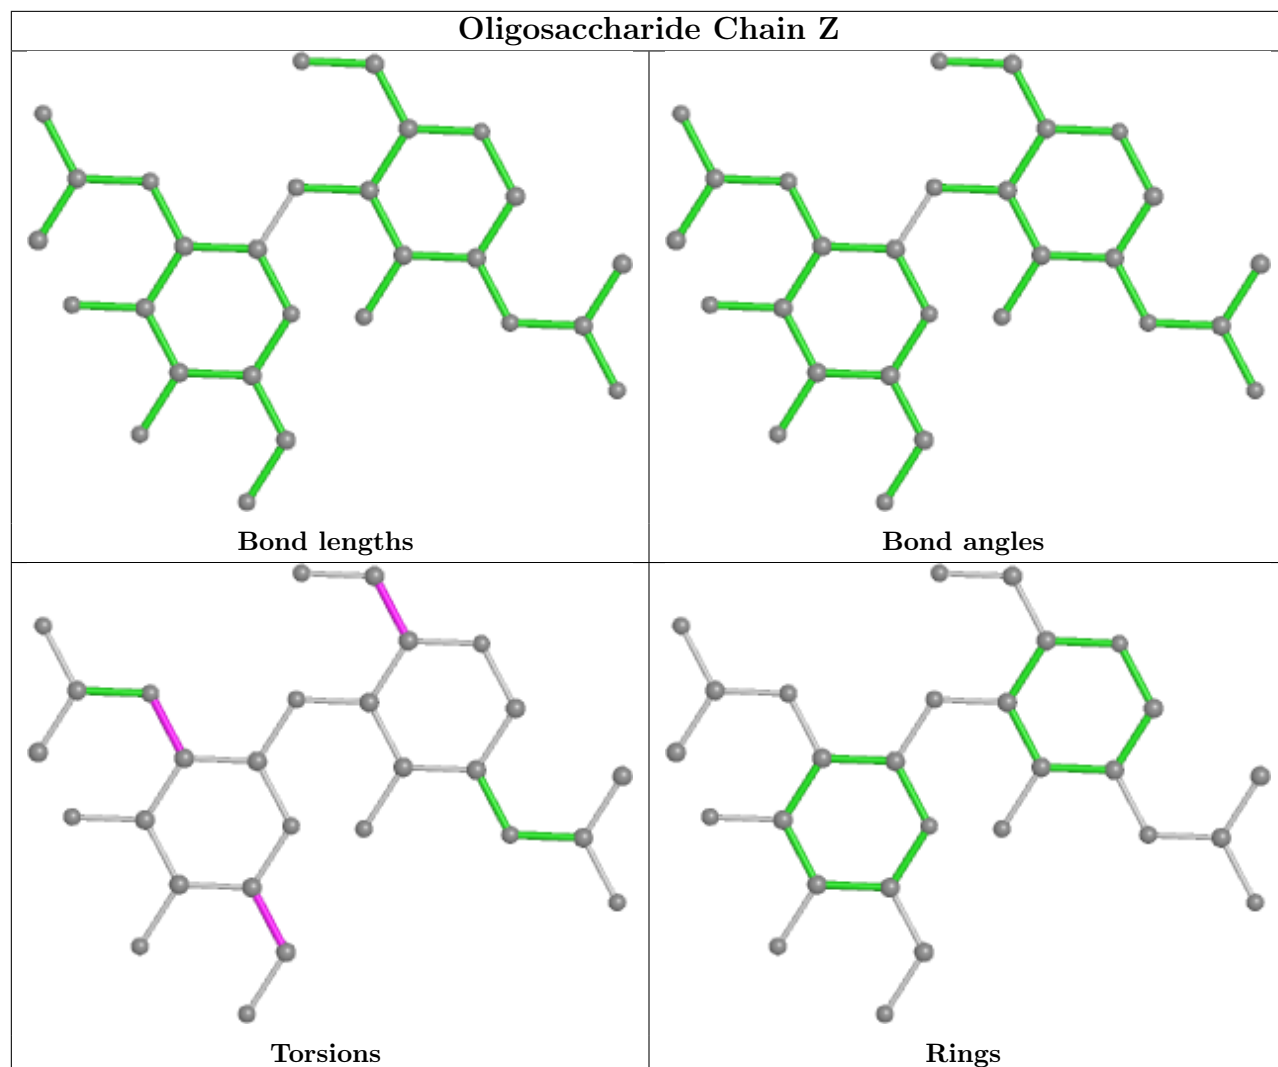 Oligosaccharide Chain Z
Bond lengths
Bond angles
Torsions
Rings